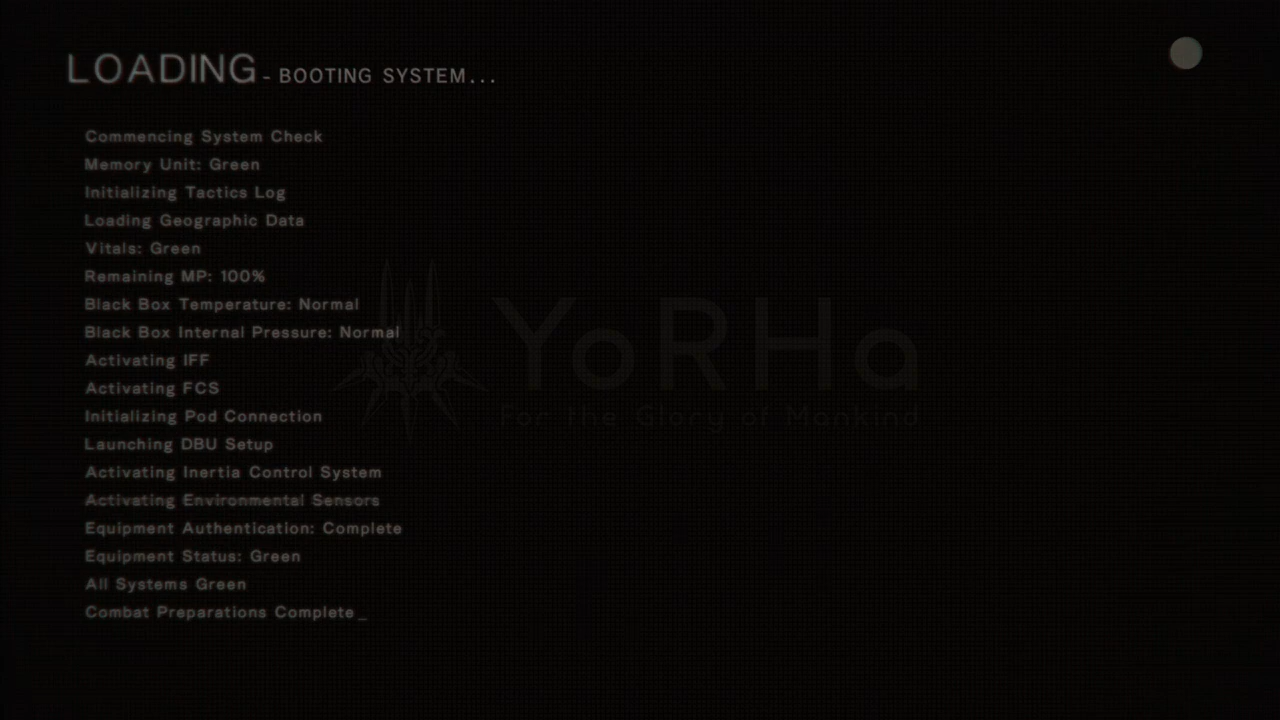 LOADING - BOOTING SYSTEM...
Commencing System Check
Memory Unit: Green
Initializing Tactics Log
Loading Geographic Data
Vitals: Green
Remaining MP: 100%
Black Box Temperature: Normal
Black Box Internal Pressure: Normal
Activating IFF
Activating FCS
Initializing Pod Connection
Launching DBU Setup
Activating Inertia Control System
Activating Environmental Sensors
Equipment Authentication: Complete
Equipment Status: Green
All Systems Green
Combat Preparations Complete _
YoRHa
For the Glory of Mankind